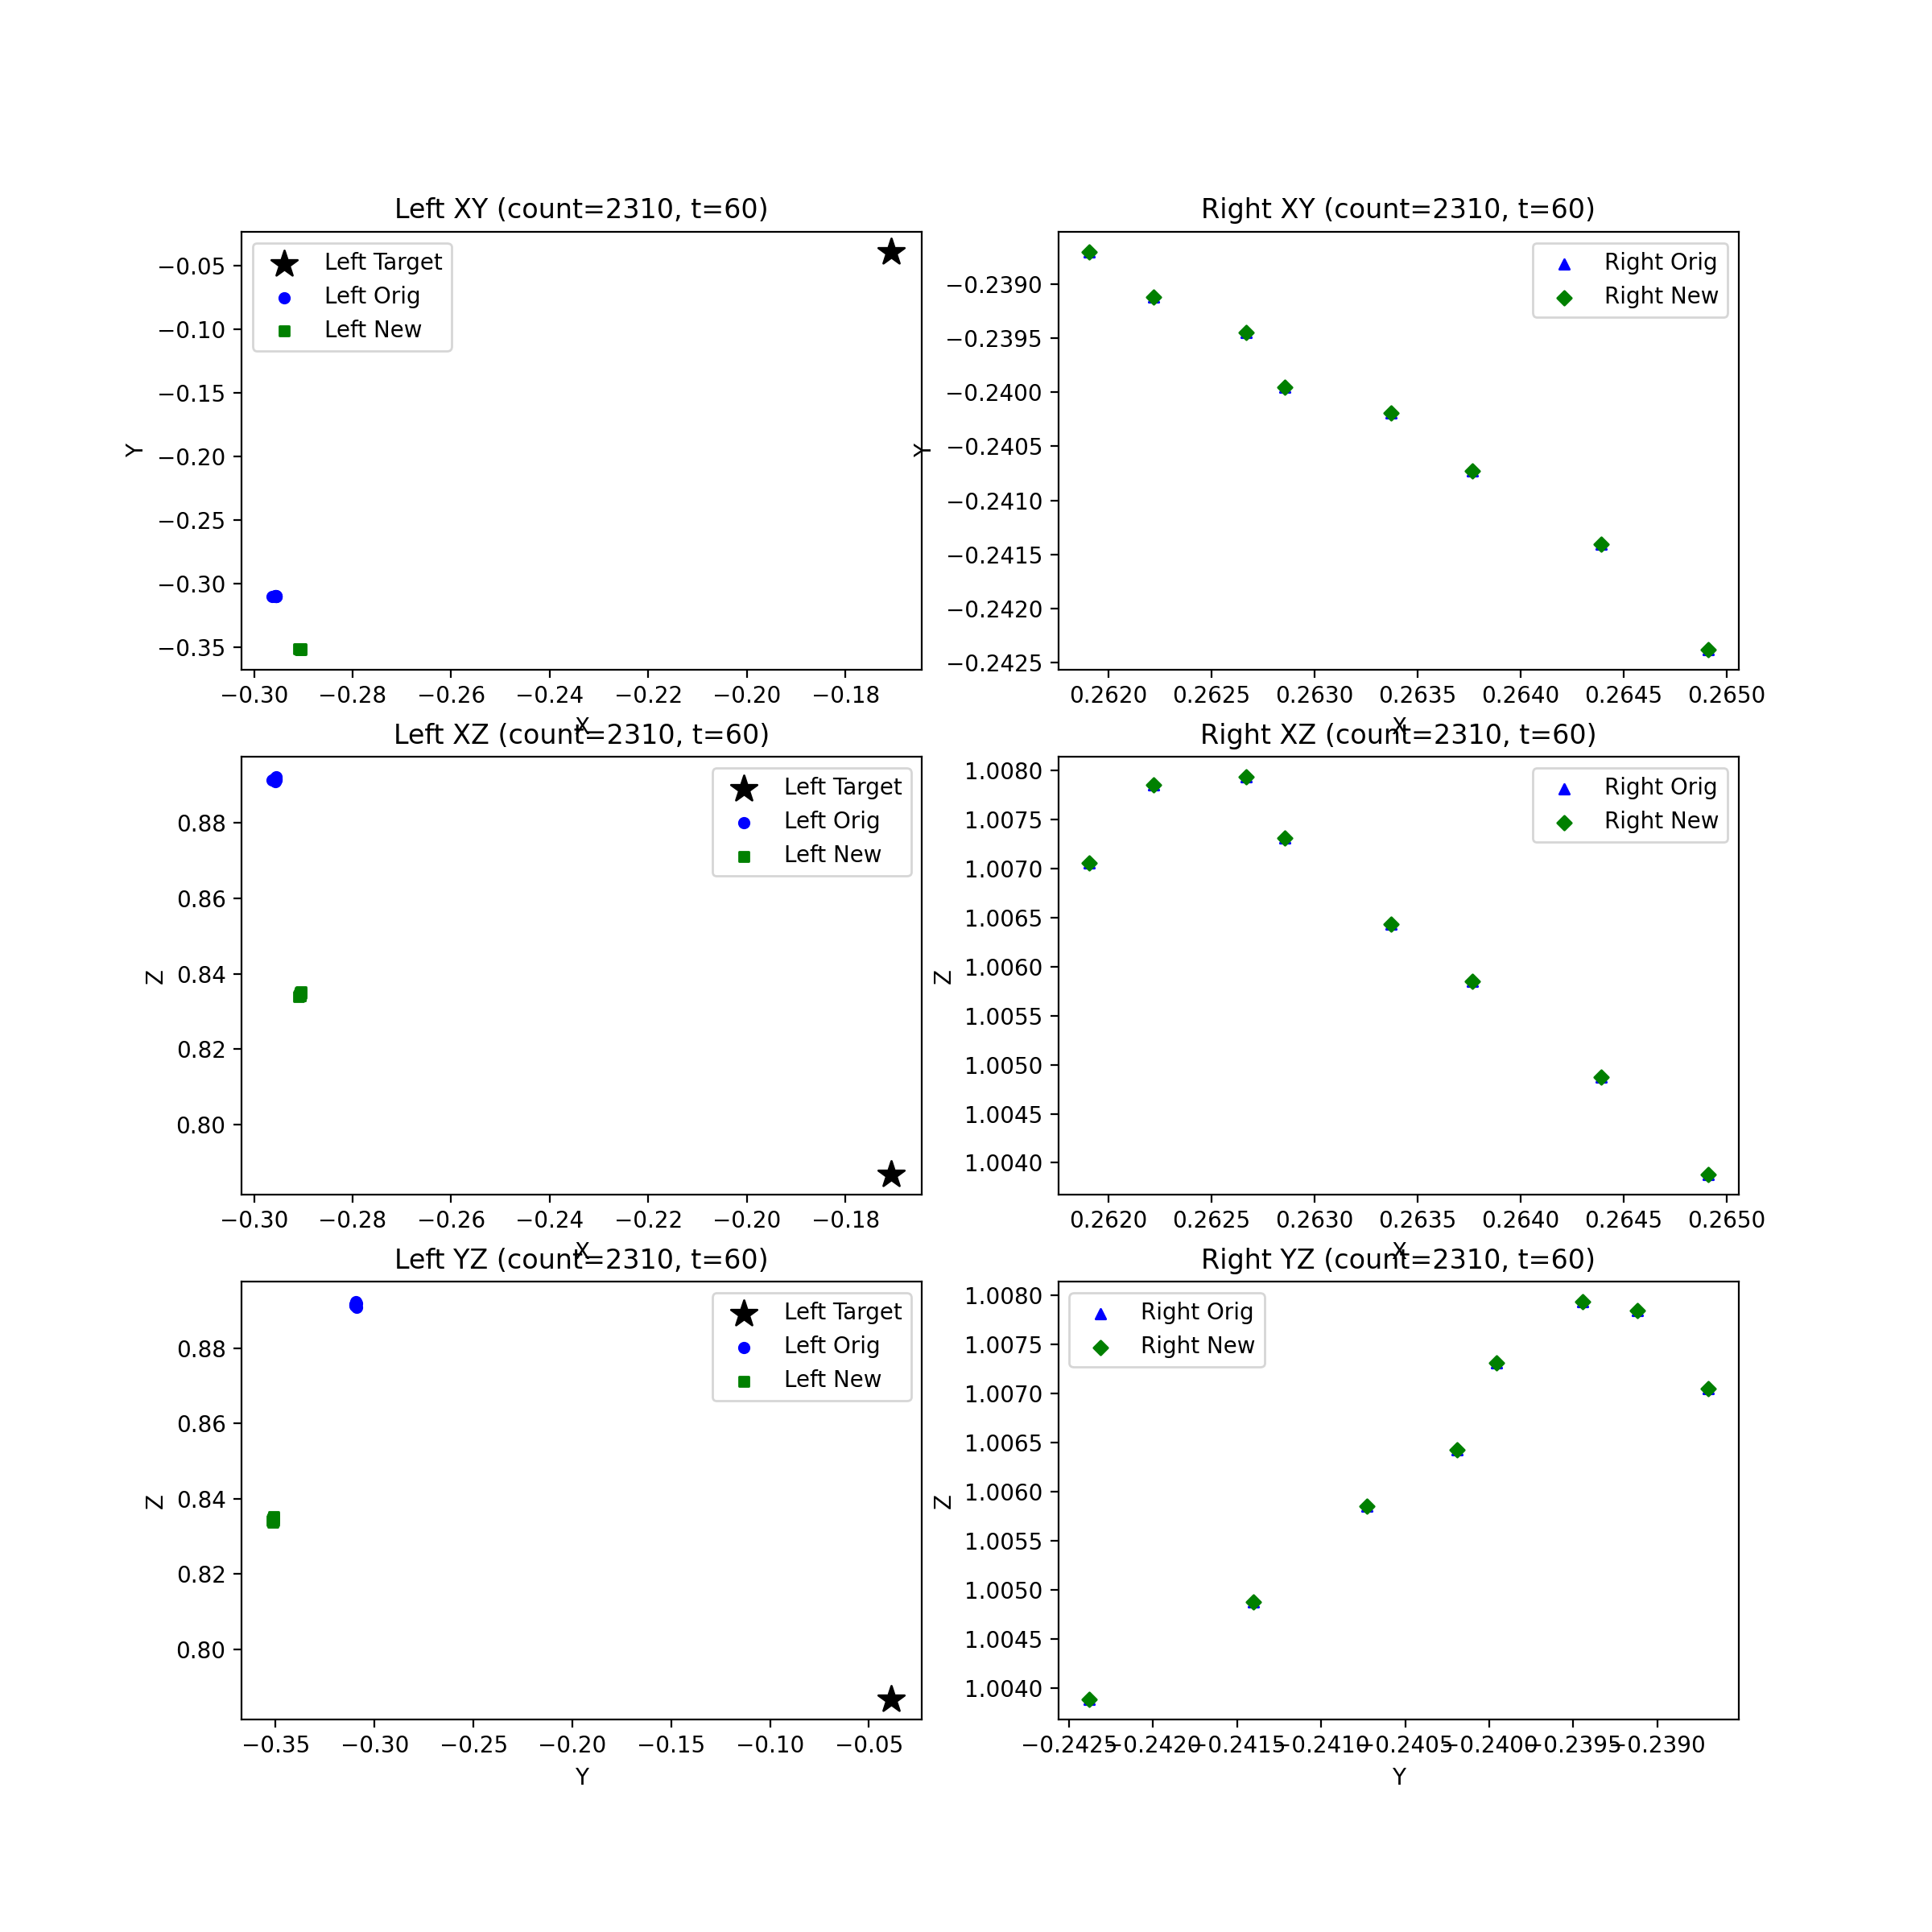 Left XY (count=2310, t=60)
Left Target
Left Orig
Left New
−0.05
−0.10
−0.15
−0.20
−0.25
−0.30
−0.35
Y
−0.30 −0.28 −0.26 −0.24 −0.22 −0.20 −0.18
X
Right XY (count=2310, t=60)
Right Orig
Right New
−0.2390
−0.2395
−0.2400
−0.2405
−0.2410
−0.2415
−0.2420
−0.2425
Y
0.2620 0.2625 0.2630 0.2635 0.2640 0.2645 0.2650
X
Left XZ (count=2310, t=60)
Left Target
Left Orig
Left New
0.88
0.86
0.84
0.82
0.80
Z
−0.30 −0.28 −0.26 −0.24 −0.22 −0.20 −0.18
X
Right XZ (count=2310, t=60)
Right Orig
Right New
1.0080
1.0075
1.0070
1.0065
1.0060
1.0055
1.0050
1.0045
1.0040
Z
0.2620 0.2625 0.2630 0.2635 0.2640 0.2645 0.2650
X
Left YZ (count=2310, t=60)
Left Target
Left Orig
Left New
0.88
0.86
0.84
0.82
0.80
Z
−0.35 −0.30 −0.25 −0.20 −0.15 −0.10 −0.05
Y
Right YZ (count=2310, t=60)
Right Orig
Right New
1.0080
1.0075
1.0070
1.0065
1.0060
1.0055
1.0050
1.0045
1.0040
Z
−0.2425 −0.2420 −0.2415 −0.2410 −0.2405 −0.2400 −0.2395 −0.2390
Y